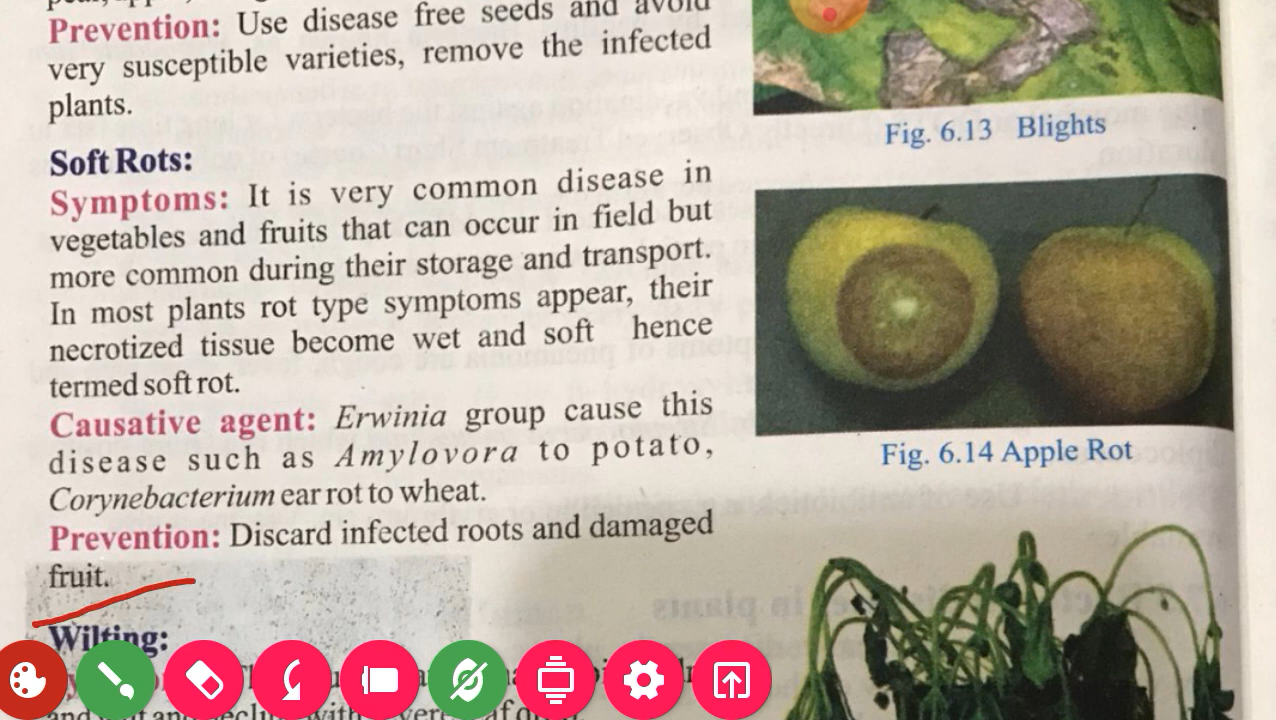 Prevention: Use disease free seeds and avoid
very susceptible varieties, remove the infected
plants.
Soft Rots:
Symptoms: It is very common disease in
vegetables and fruits that can occur in field but
more common during their storage and transport.
In most plants rot type symptoms appear, their
necrotized tissue become wet and soft hence
termed soft rot.
Causative agent: Erwinia group cause this
disease such as Amylovora to potato,
Corynebacterium ear rot to wheat.
Prevention: Discard infected roots and damaged
fruit.
Wilting:
Fig. 6.13 Blights
Fig. 6.14 Apple Rot